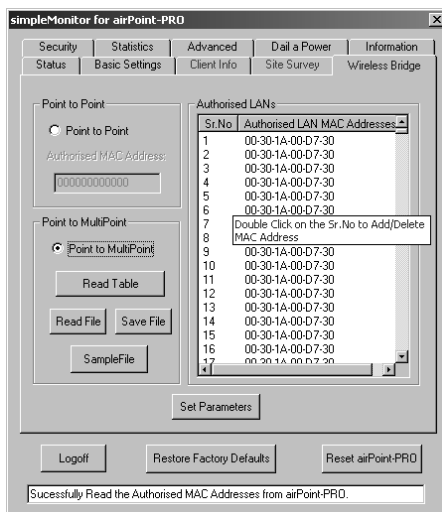 simpleMonitor for airPoint-PRO
Security Statistics Advanced Dail a Power Information
Status Basic Settings Client Info Site Survey Wireless Bridge
Point to Point
Point to Point
Authorised MAC Address:
000000000000
Point to MultiPoint
Point to MultiPoint
Read Table
Read File Save File
SampleFile
Authorised LANs
Sr.No Authorised LAN MAC Addresses
1 00-30-1A-00-D7-30
2 00-30-1A-00-D7-30
3 00-30-1A-00-D7-30
4 00-30-1A-00-D7-30
5 00-30-1A-00-D7-30
6 00-30-1A-00-D7-30
7
8
Double Click on the Sr.No to Add/Delete
MAC Address
9 00-30-1A-00-D7-30
10 00-30-1A-00-D7-30
11 00-30-1A-00-D7-30
12 00-30-1A-00-D7-30
13 00-30-1A-00-D7-30
14 00-30-1A-00-D7-30
15 00-30-1A-00-D7-30
16 00-30-1A-00-D7-30
17 00-30-1A-00-D7-30
Set Parameters
Logoff Restore Factory Defaults Reset airPoint-PRO
Sucessfully Read the Authorised MAC Addresses from airPoint-PRO.